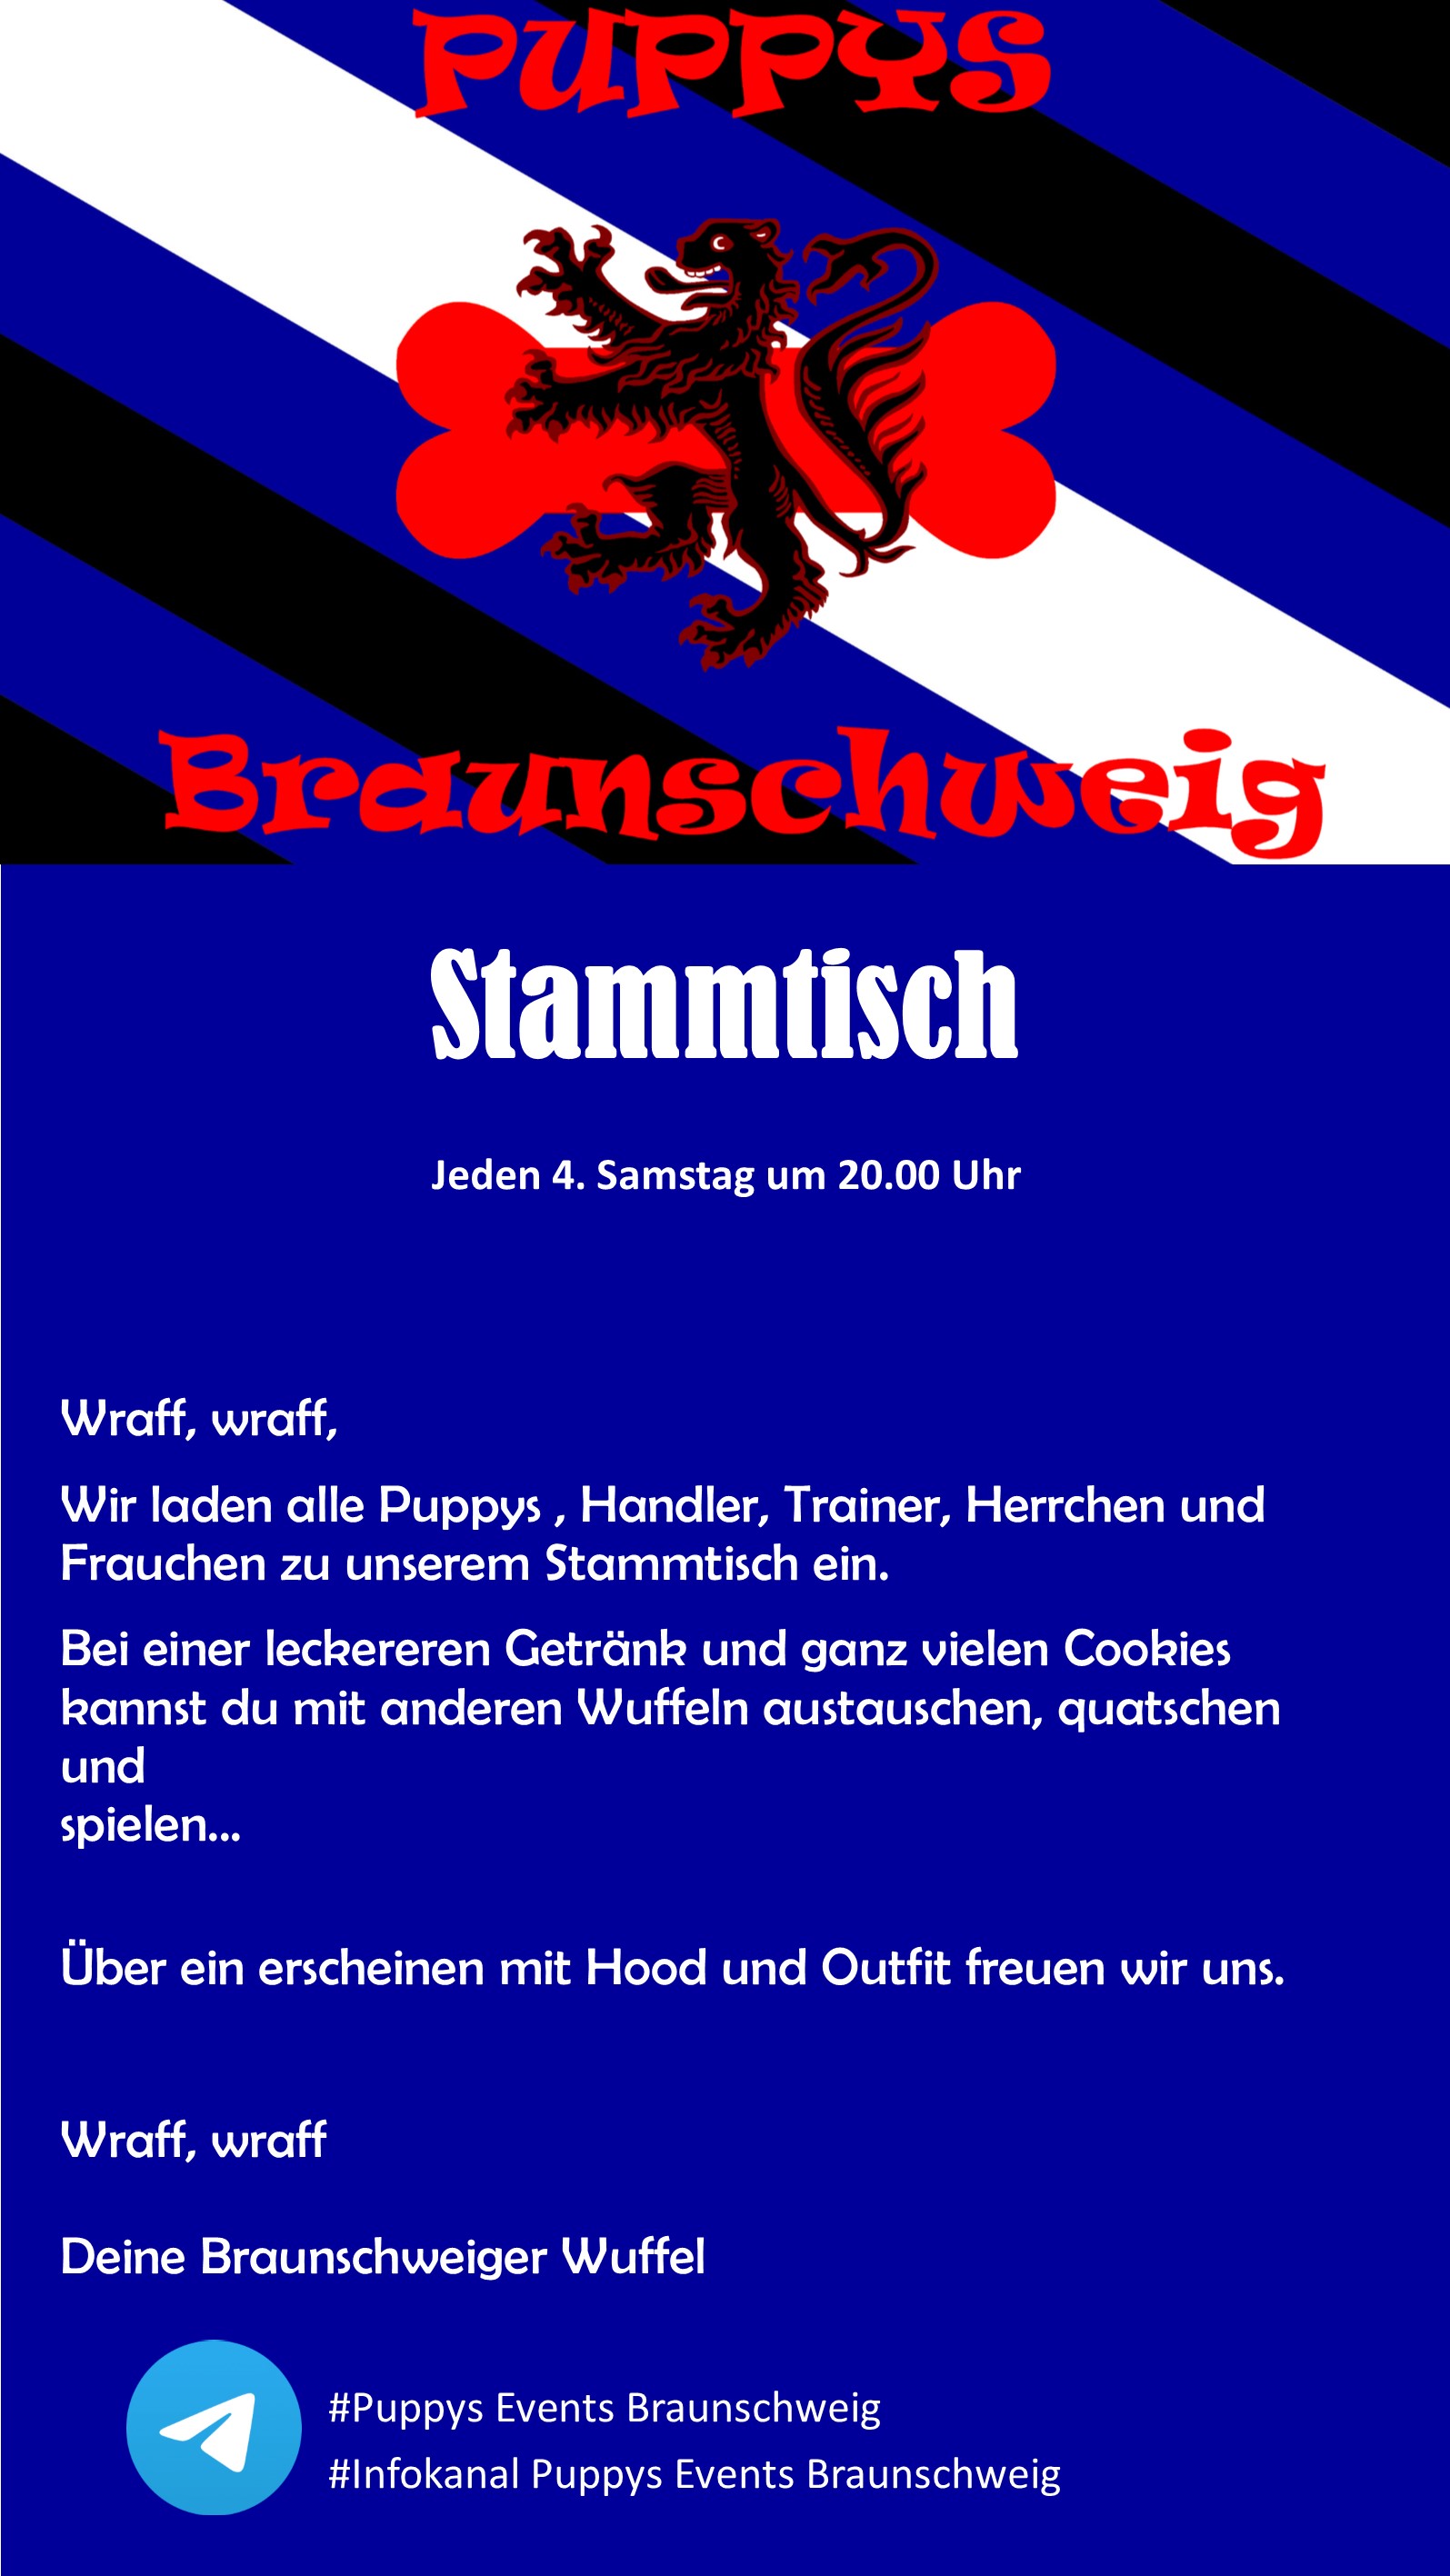 PUPPYS
Braunschweig
Stammtisch
Jeden 4. Samstag um 20.00 Uhr
Wraff, wraff,
Wir laden alle Puppys , Handler, Trainer, Herrchen und
Frauchen zu unserem Stammtisch ein.
Bei einer leckereren Getränk und ganz vielen Cookies
kannst du mit anderen Wuffeln austauschen, quatschen
und
spielen...
Über ein erscheinen mit Hood und Outfit freuen wir uns.
Wraff, wraff
Deine Braunschweiger Wuffel
#Puppys Events Braunschweig
#Infokanal Puppys Events Braunschweig